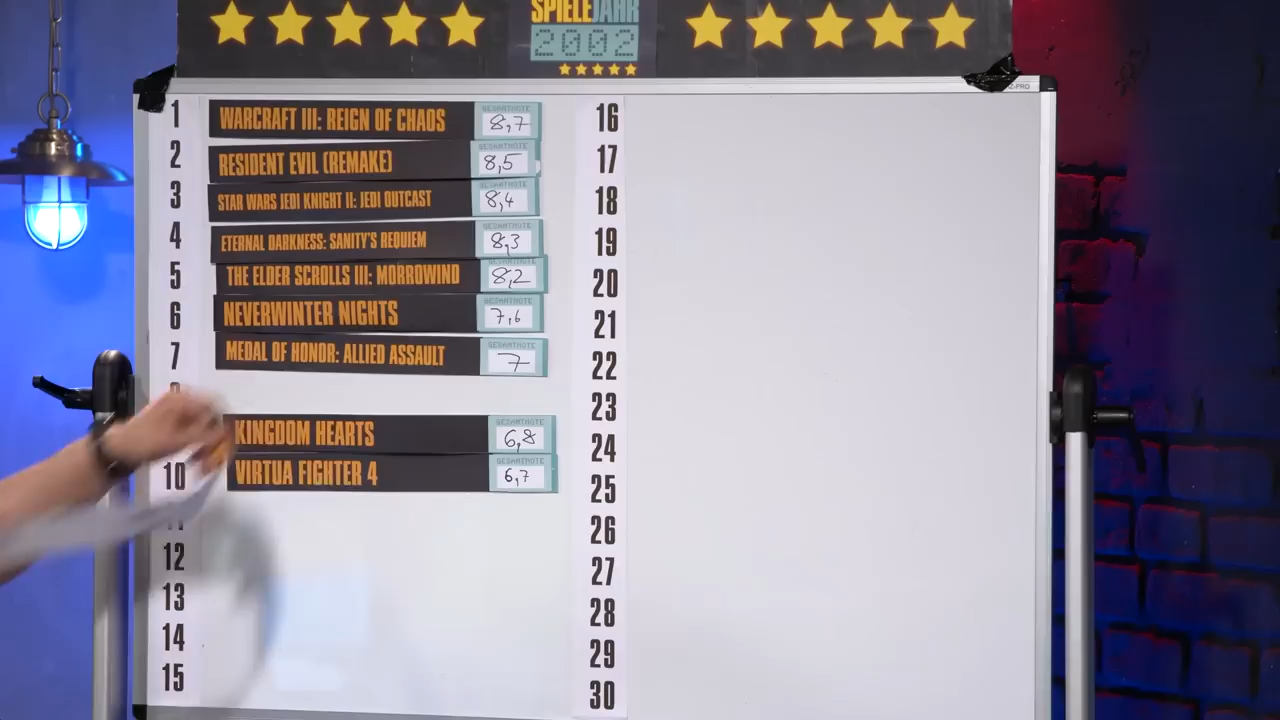 SPIELEJAHR
2002
Z-PRO
1 WARCRAFT III: REIGN OF CHAOS GESAMTNOTE 8,7
2 RESIDENT EVIL (REMAKE) GESAMTNOTE 8,5
3 STAR WARS JEDI KNIGHT II: JEDI OUTCAST GESAMTNOTE 8,4
4 ETERNAL DARKNESS: SANITY'S REQUIEM GESAMTNOTE 8,3
5 THE ELDER SCROLLS III: MORROWIND GESAMTNOTE 8,2
6 NEVERWINTER NIGHTS GESAMTNOTE 7,6
7 MEDAL OF HONOR: ALLIED ASSAULT GESAMTNOTE 7
KINGDOM HEARTS GESAMTNOTE 6,8
10 VIRTUA FIGHTER 4 GESAMTNOTE 6,7
12
13
14
15
16
17
18
19
20
21
22
23
24
25
26
27
28
29
30